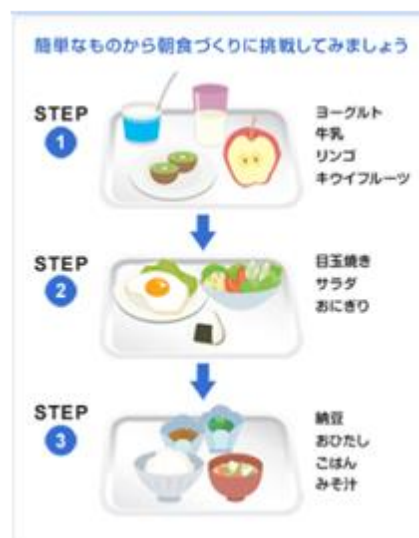 簡単なものから朝食づくりに挑戦してみましょう
STEP
1
ヨーグルト
牛乳
リンゴ
キウイフルーツ
STEP
2
目玉焼き
サラダ
おにぎり
STEP
3
納豆
おひたし
ごはん
みそ汁